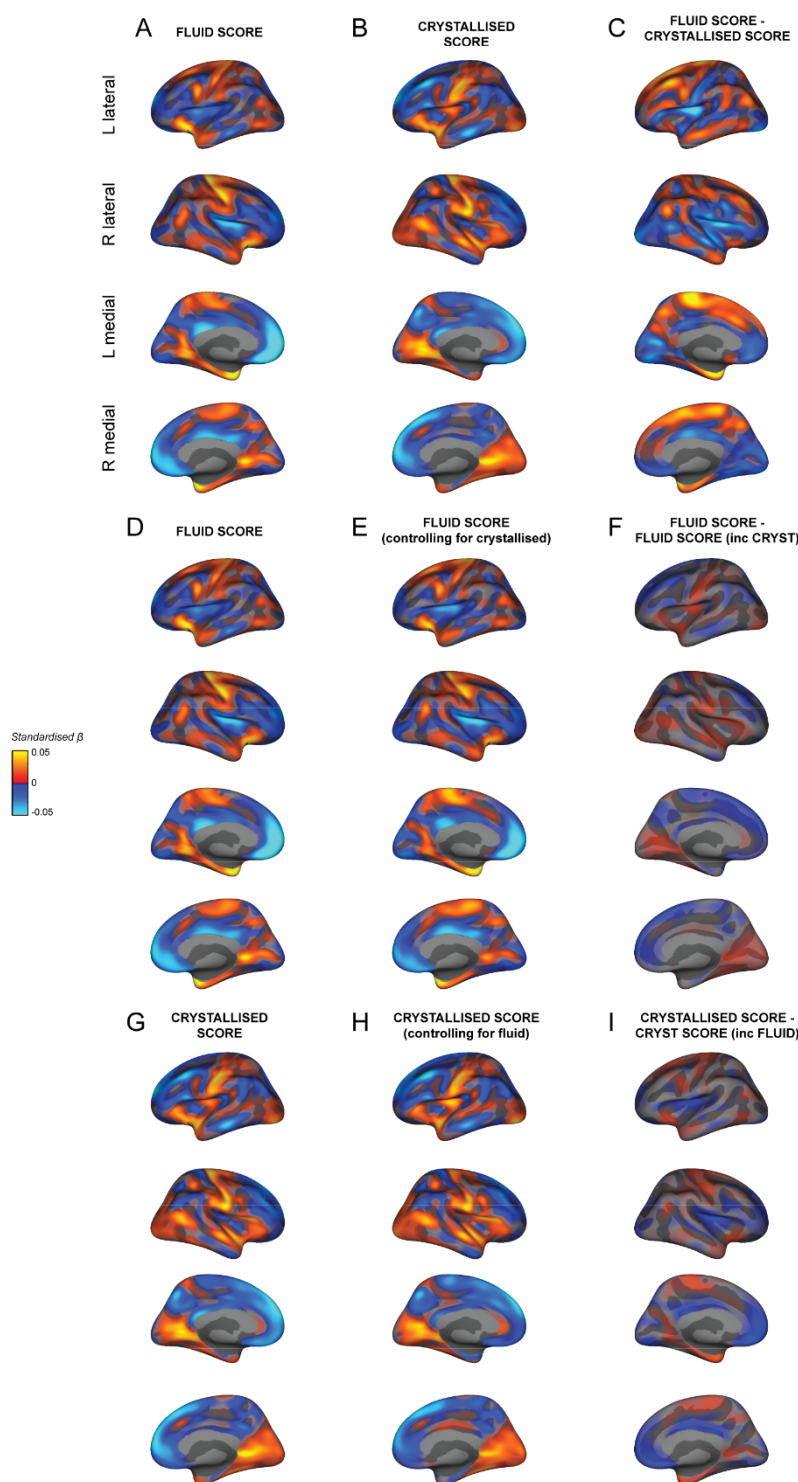 A
FLUID SCORE
B
CRYSTALLISED
SCORE
C
FLUID SCORE -
CRYSTALLISED SCORE
L lateral
R lateral
L medial
R medial
D
FLUID SCORE
E
FLUID SCORE
(controlling for crystallised)
F
FLUID SCORE -
FLUID SCORE (inc CRYST)
Standardised β
0.05
0
-0.05
G
CRYSTALLISED
SCORE
H
CRYSTALLISED SCORE
(controlling for fluid)
I
CRYSTALLISED SCORE -
CRYST SCORE (inc FLUID)